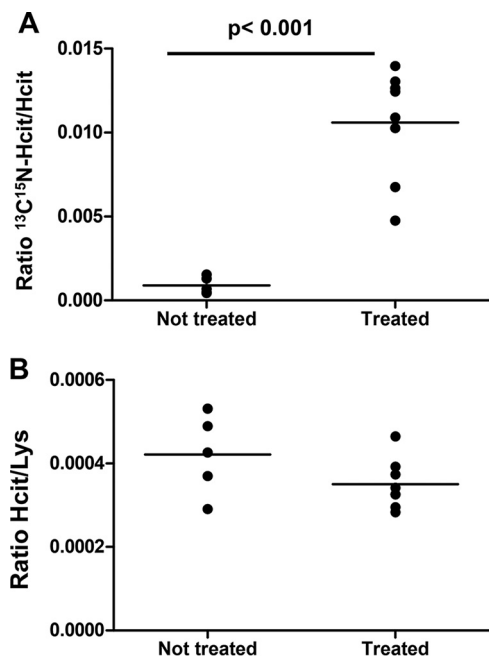 A
p< 0.001
Ratio ¹³C¹⁵N-Hcit/Hcit
0.015
0.010
0.005
0.000
Not treated
Treated
B
Ratio Hcit/Lys
0.0006
0.0004
0.0002
0.0000
Not treated
Treated